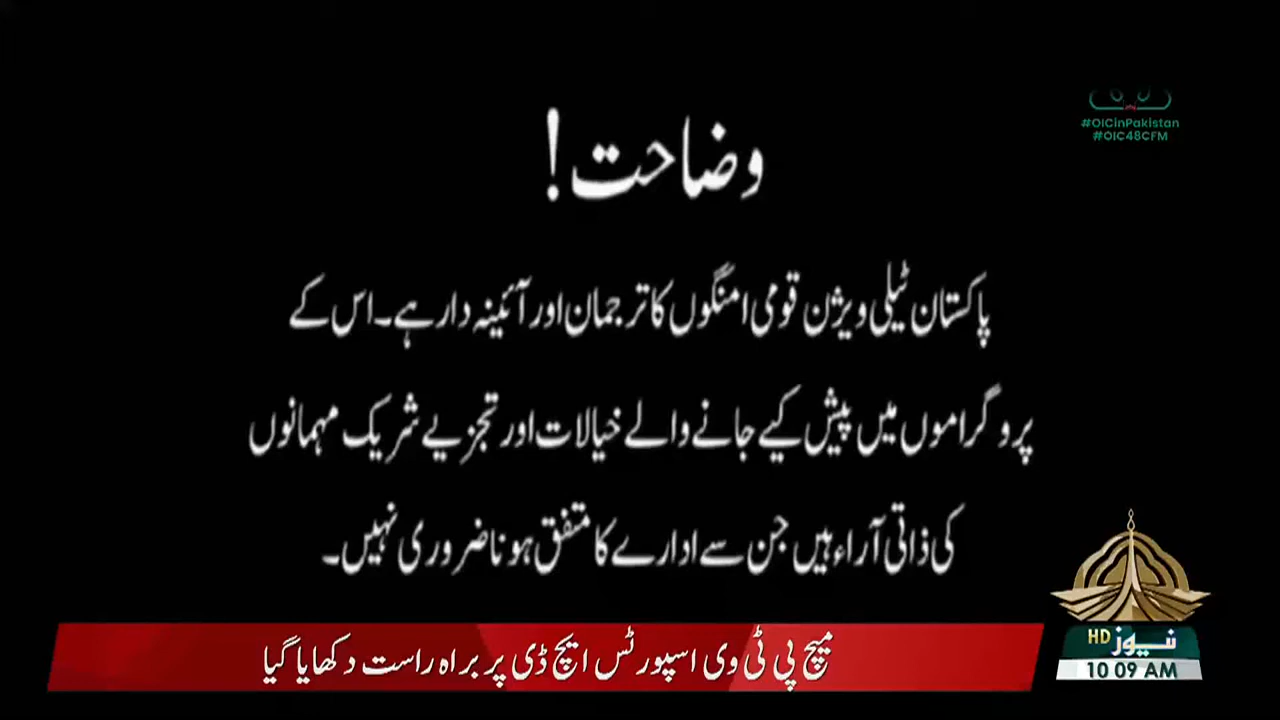 #OICinPakistan
#OIC48CFM
وضاحت!
پاکستان ٹیلی ویژن قومی امنگوں کا ترجمان اور آئینہ دار ہے۔ اس کے
پروگراموں میں پیش کیے جانے والے خیالات اور تجزیے شریک مہمانوں
کی ذاتی آراء ہیں جن سے ادارے کا متفق ہونا ضروری نہیں۔
میچ پی ٹی وی اسپورٹس ایچ ڈی پر براہ راست دکھایا گیا
نیوز HD
10 09 AM